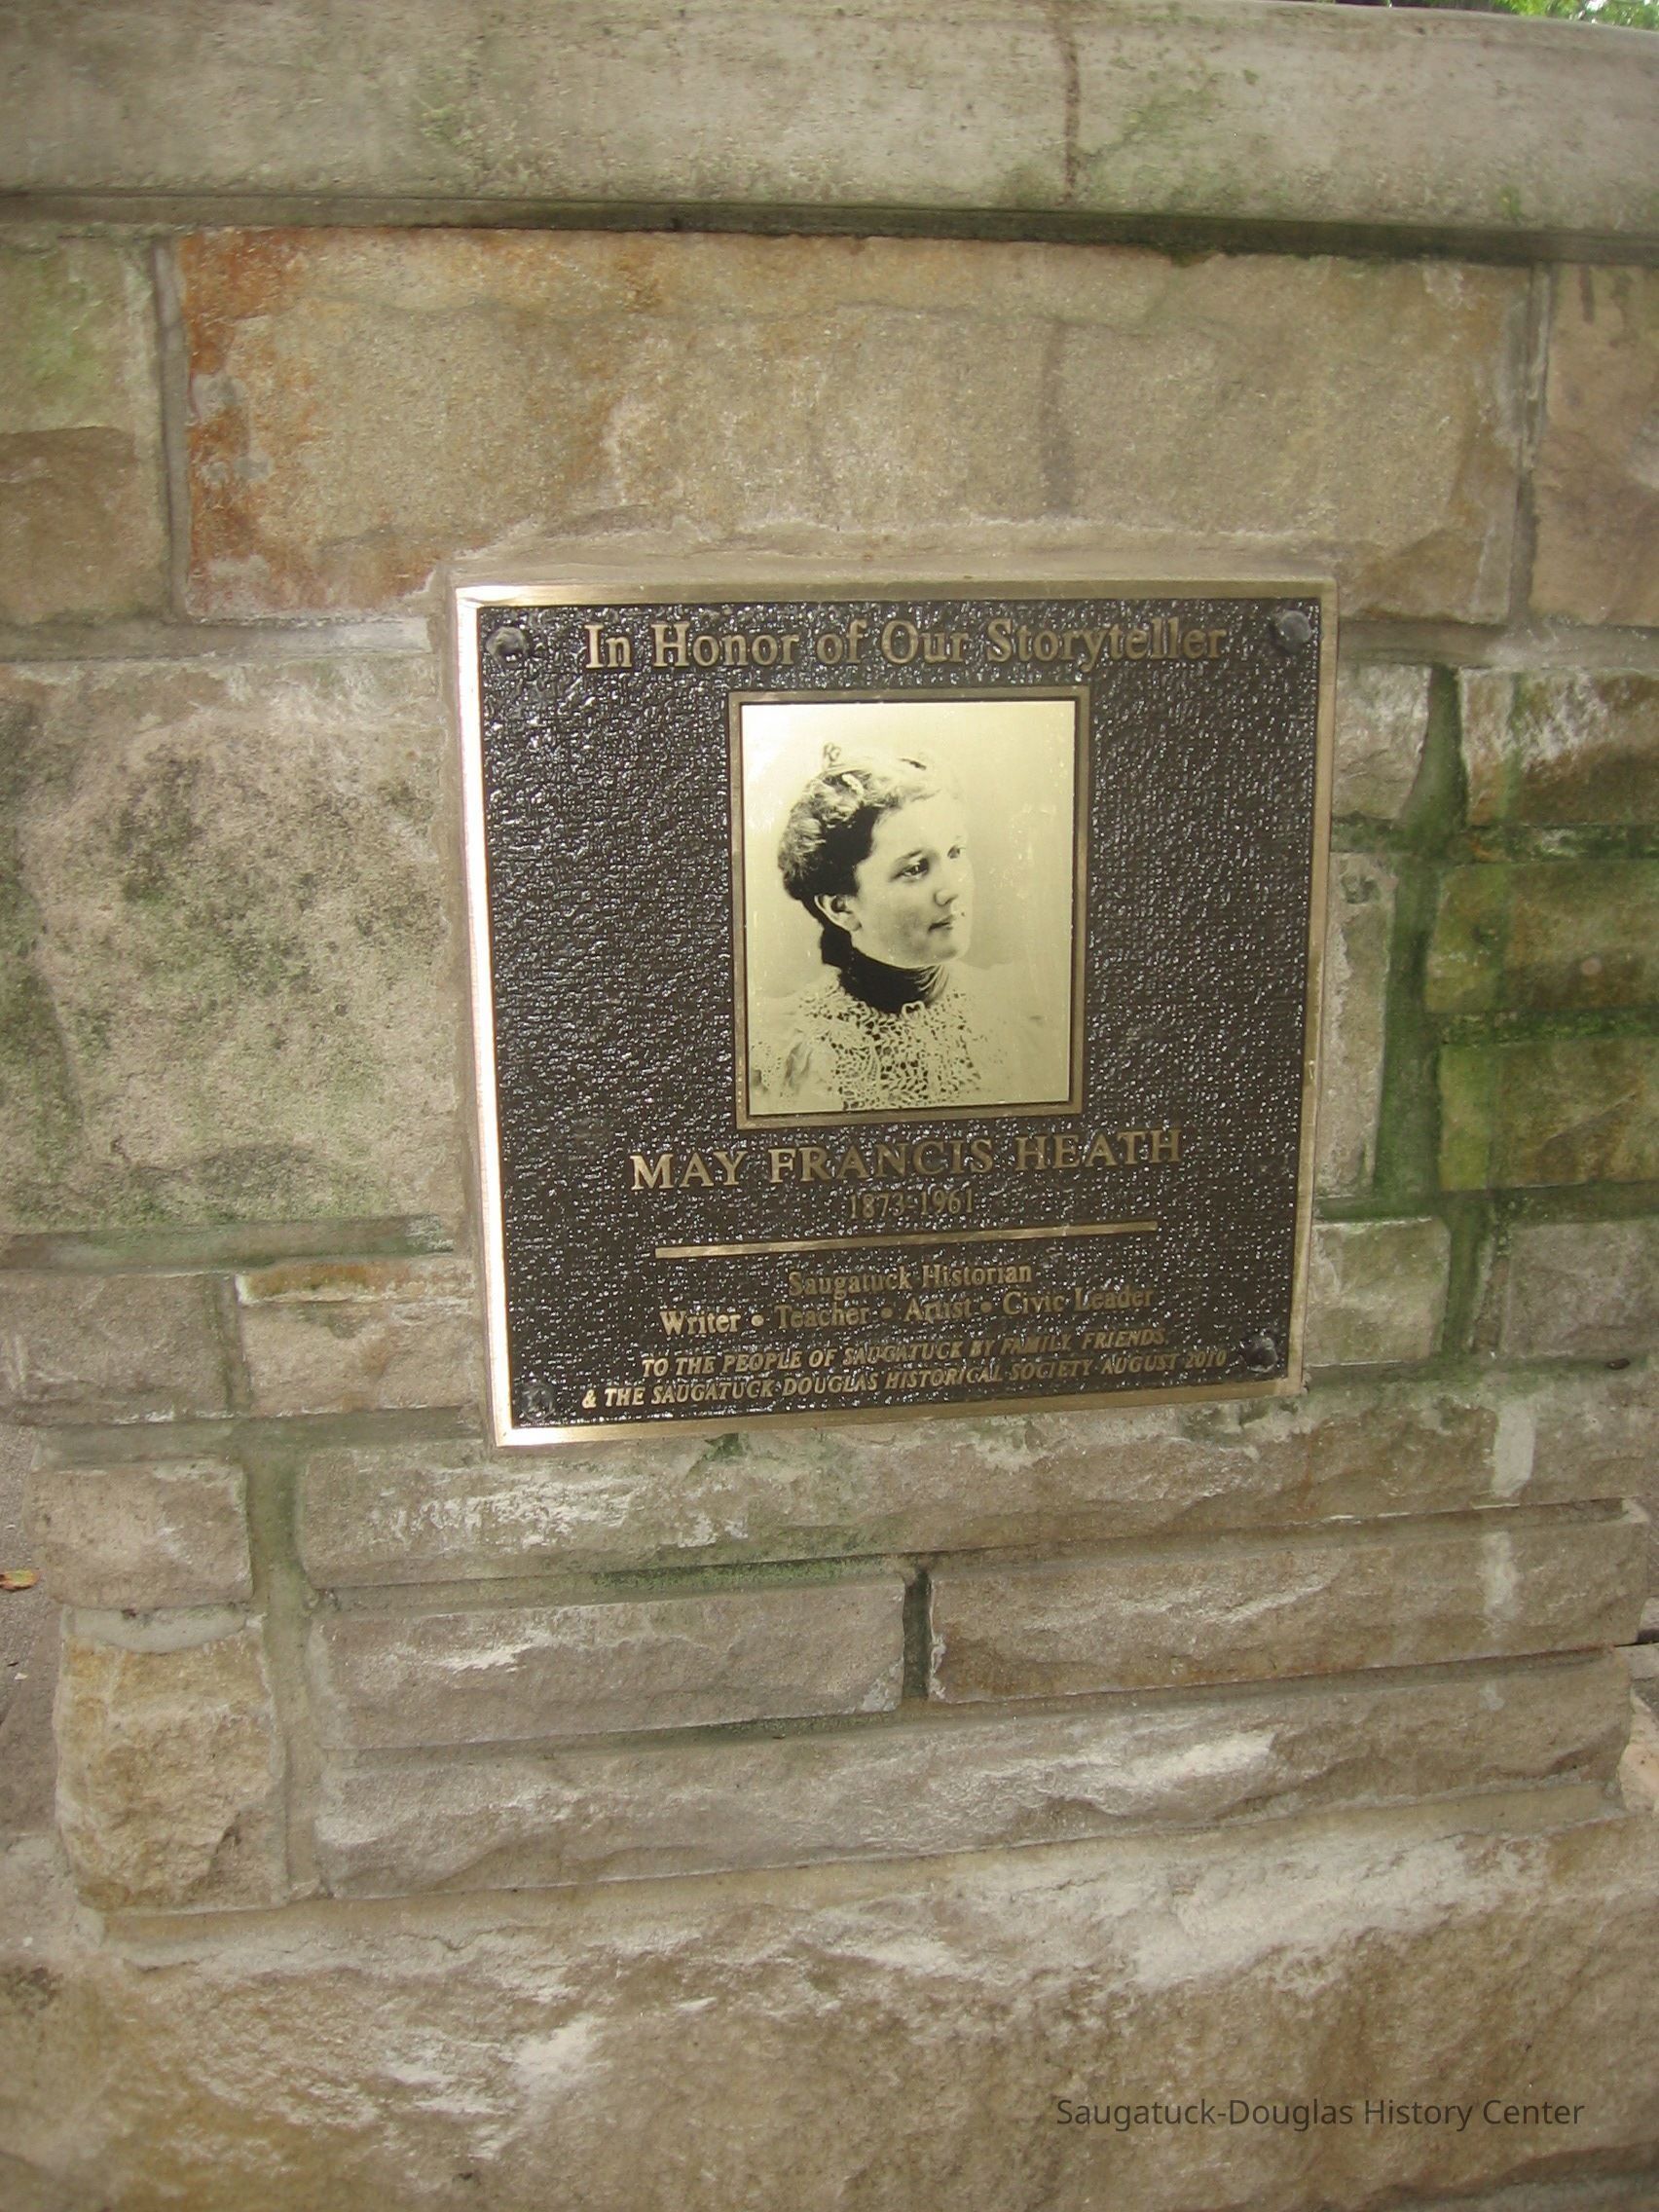 In Honor of Our Storyteller
MAY FRANCIS HEATH
1873-1961
Saugatuck Historian
Writer • Teacher • Artist • Civic Leader
TO THE PEOPLE OF SAUGATUCK BY FAMILY, FRIENDS,
& THE SAUGATUCK-DOUGLAS HISTORICAL SOCIETY AUGUST 2010
Saugatuck-Douglas History Center